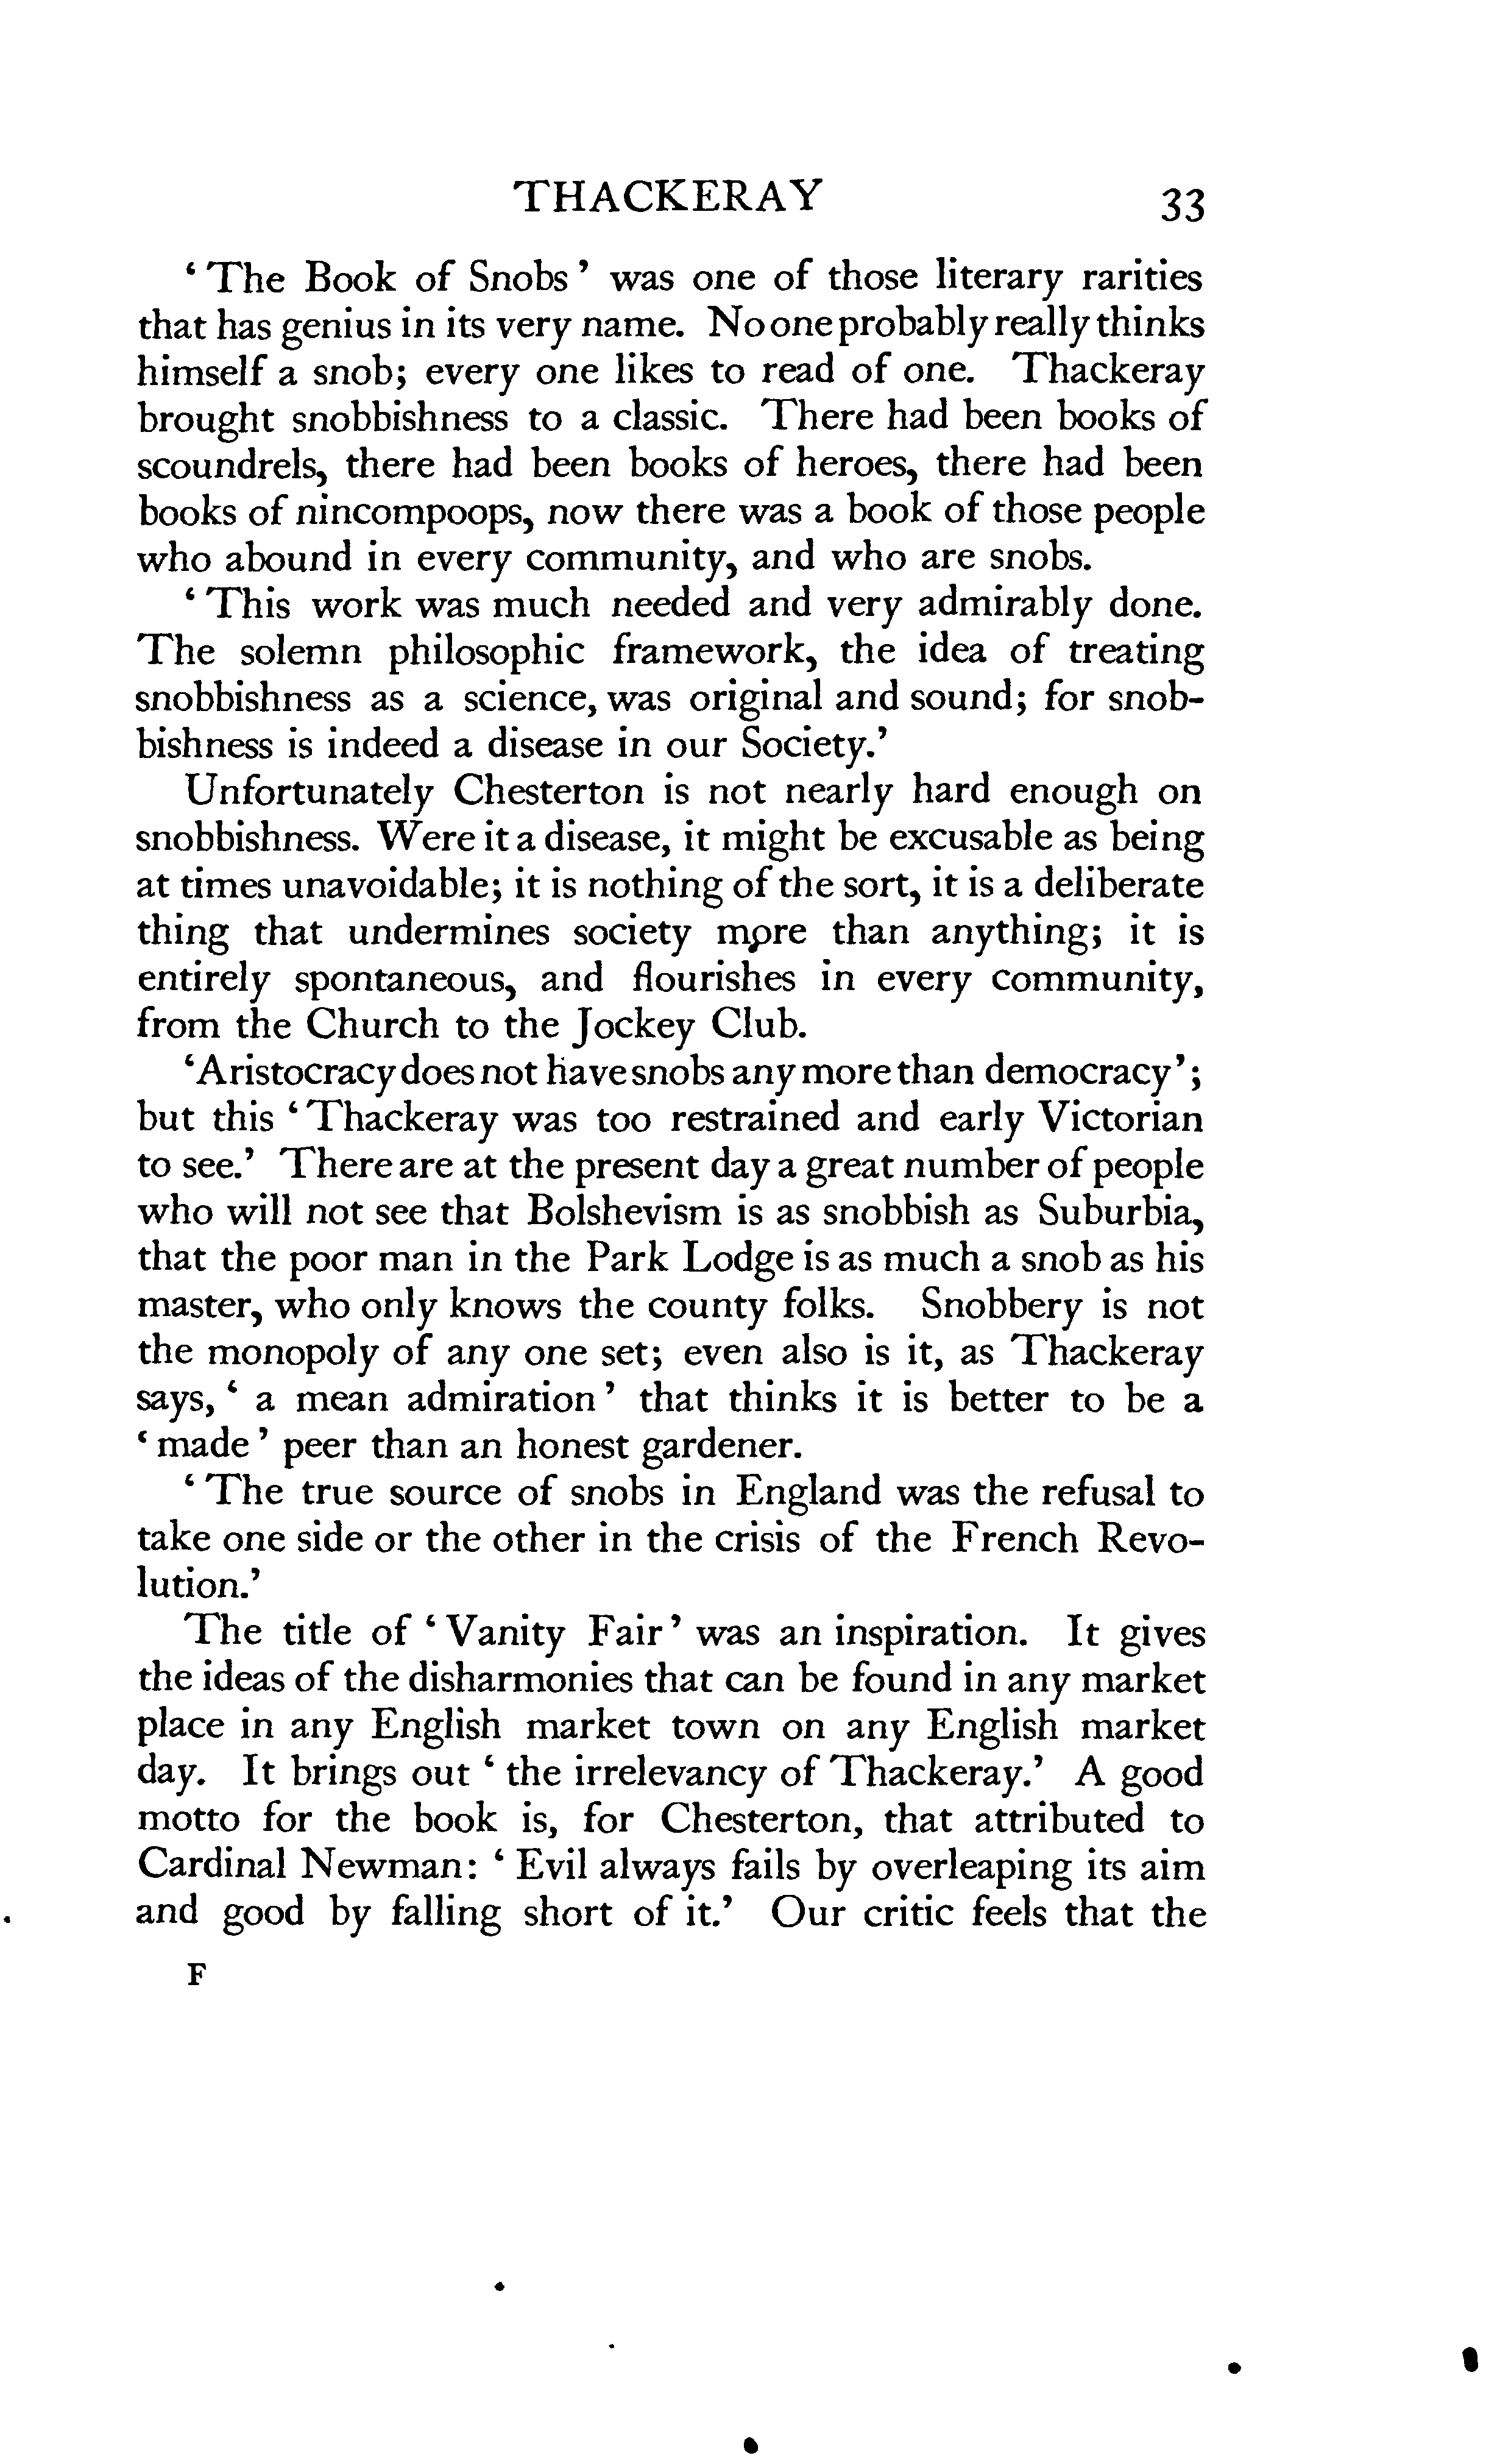 THACKERAY 33
‘ The Book of Snobs ’ was one of those literary rarities
that has genius in its very name. No one probably really thinks
himself a snob; every one likes to read of one. Thackeray
brought snobbishness to a classic. There had been books of
scoundrels, there had been books of heroes, there had been
books of nincompoops, now there was a book of those people
who abound in every community, and who are snobs.
‘ This work was much needed and very admirably done.
The solemn philosophic framework, the idea of treating
snobbishness as a science, was original and sound; for snob-
bishness is indeed a disease in our Society.’
Unfortunately Chesterton is not nearly hard enough on
snobbishness. Were it a disease, it might be excusable as being
at times unavoidable; it is nothing of the sort, it is a deliberate
thing that undermines society more than anything; it is
entirely spontaneous, and flourishes in every community,
from the Church to the Jockey Club.
‘Aristocracy does not have snobs any more than democracy’;
but this ‘ Thackeray was too restrained and early Victorian
to see.’ There are at the present day a great number of people
who will not see that Bolshevism is as snobbish as Suburbia,
that the poor man in the Park Lodge is as much a snob as his
master, who only knows the county folks. Snobbery is not
the monopoly of any one set; even also is it, as Thackeray
says, ‘ a mean admiration ’ that thinks it is better to be a
‘ made ’ peer than an honest gardener.
‘ The true source of snobs in England was the refusal to
take one side or the other in the crisis of the French Revo-
lution.’
The title of ‘ Vanity Fair ’ was an inspiration. It gives
the ideas of the disharmonies that can be found in any market
place in any English market town on any English market
day. It brings out ‘ the irrelevancy of Thackeray.’ A good
motto for the book is, for Chesterton, that attributed to
Cardinal Newman: ‘ Evil always fails by overleaping its aim
and good by falling short of it.’ Our critic feels that the
F